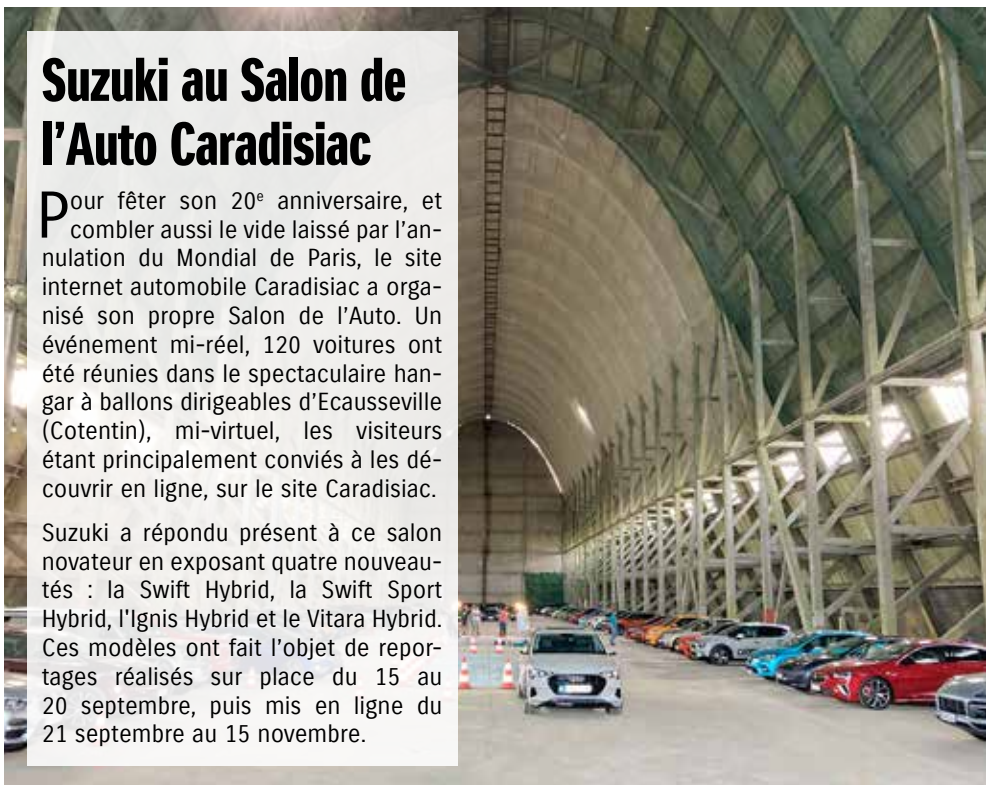 Suzuki au Salon de
l’Auto Caradisiac
Pour fêter son 20e anniversaire, et
combler aussi le vide laissé par l’an-
nulation du Mondial de Paris, le site
internet automobile Caradisiac a orga-
nisé son propre Salon de l’Auto. Un
événement mi-réel, 120 voitures ont
été réunies dans le spectaculaire han-
gar à ballons dirigeables d’Ecausseville
(Cotentin), mi-virtuel, les visiteurs
étant principalement conviés à les dé-
couvrir en ligne, sur le site Caradisiac.
Suzuki a répondu présent à ce salon
novateur en exposant quatre nouveau-
tés : la Swift Hybrid, la Swift Sport
Hybrid, l'Ignis Hybrid et le Vitara Hybrid.
Ces modèles ont fait l’objet de repor-
tages réalisés sur place du 15 au
20 septembre, puis mis en ligne du
21 septembre au 15 novembre.